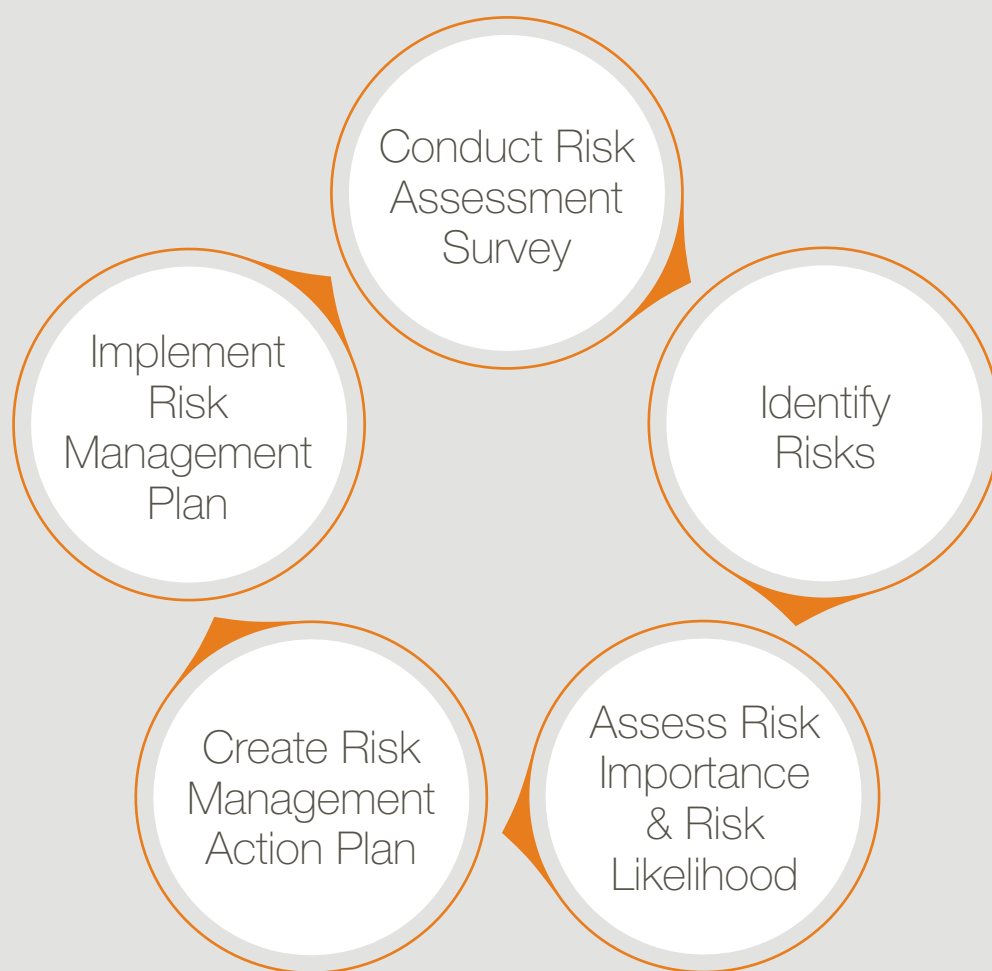 Conduct Risk
Assessment
Survey
Identify
Risks
Assess Risk
Importance
& Risk
Likelihood
Create Risk
Management
Action Plan
Implement
Risk
Management
Plan